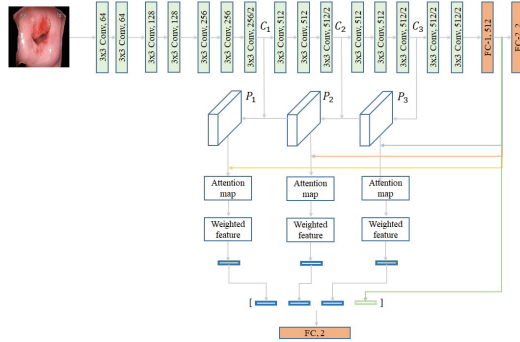 3x3 Conv, 64
3x3 Conv, 64
3x3 Conv, 128
3x3 Conv, 128
3x3 Conv, 256
3x3 Conv, 256
3x3 Conv, 256/2
C1
3x3 Conv, 512
3x3 Conv, 512
3x3 Conv, 512/2
C2
3x3 Conv, 512
3x3 Conv, 512
3x3 Conv, 512/2
C3
3x3 Conv, 512/2
3x3 Conv, 512/2
FC-1, 512
FC-2, 2
P1
P2
P3
Attention map
Attention map
Attention map
Weighted feature
Weighted feature
Weighted feature
[ ]
FC, 2